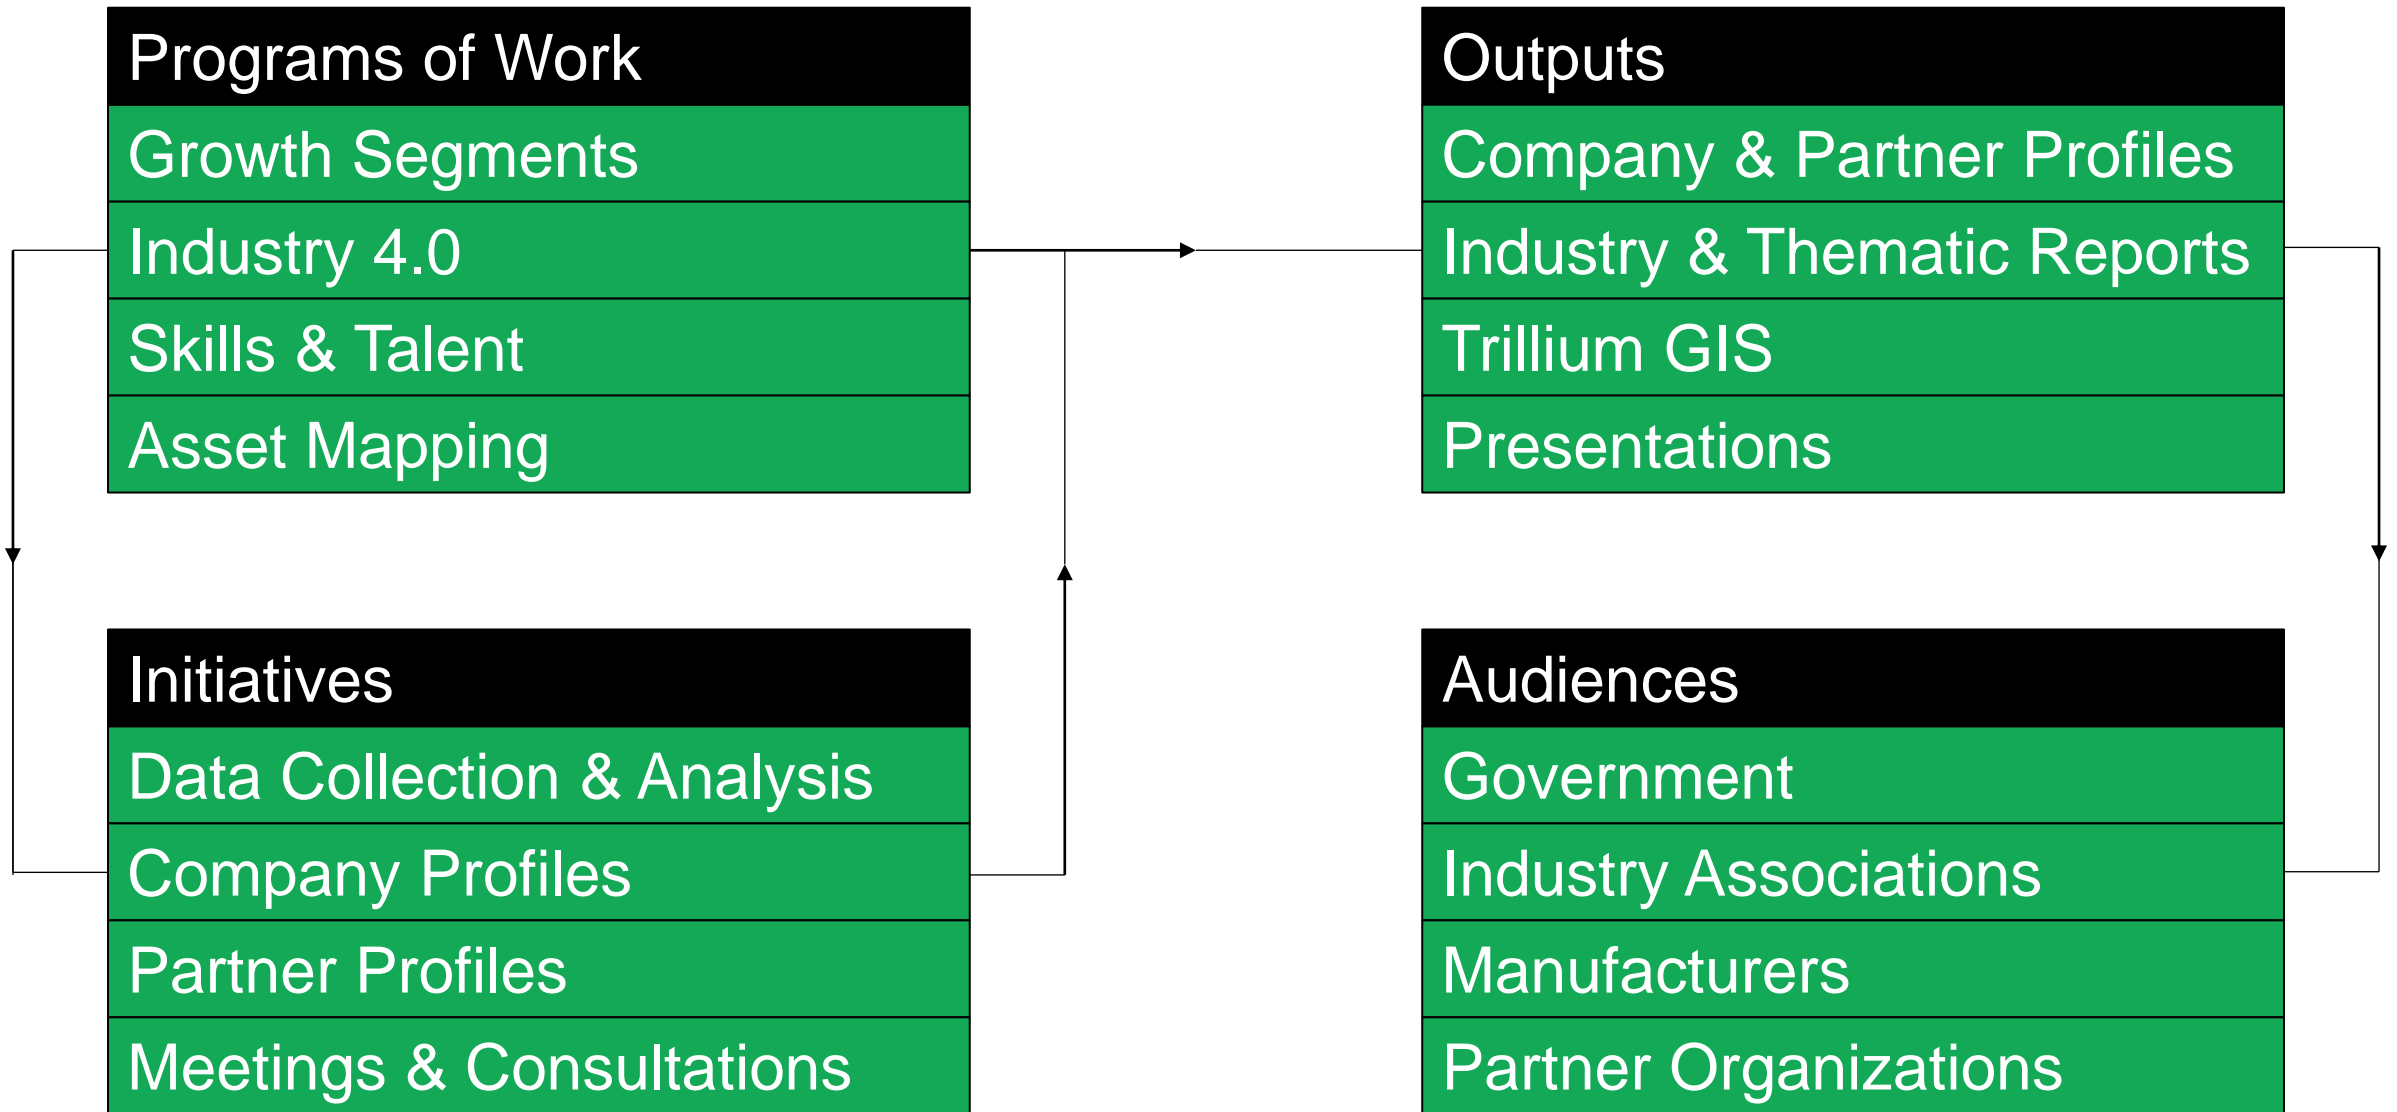 Programs of Work
Growth Segments
Industry 4.0
Skills & Talent
Asset Mapping
Outputs
Company & Partner Profiles
Industry & Thematic Reports
Trillium GIS
Presentations
Initiatives
Data Collection & Analysis
Company Profiles
Partner Profiles
Meetings & Consultations
Audiences
Government
Industry Associations
Manufacturers
Partner Organizations